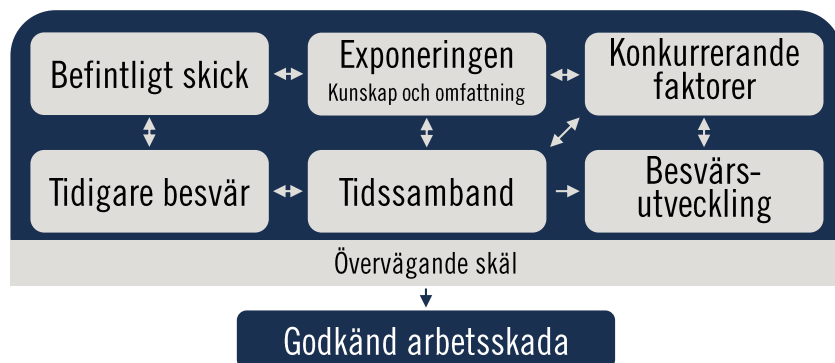 Befintligt skick
Exponeringen
Kunskap och omfattning
Konkurrerande
faktorer
Tidigare besvär
Tidssamband
Besvärs-
utveckling
Övervägande skäl
Godkänd arbetsskada